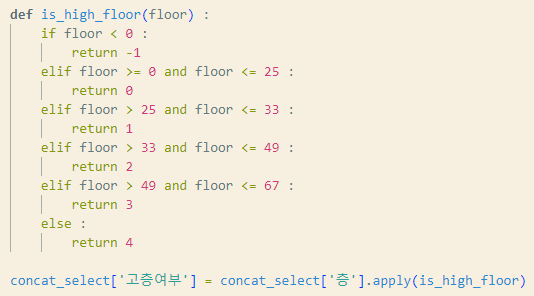 def is_high_floor(floor) :
    if floor < 0 :
        return -1
    elif floor >= 0 and floor <= 25 :
        return 0
    elif floor > 25 and floor <= 33 :
        return 1
    elif floor > 33 and floor <= 49 :
        return 2
    elif floor > 49 and floor <= 67 :
        return 3
    else :
        return 4
concat_select['고층여부'] = concat_select['층'].apply(is_high_floor)